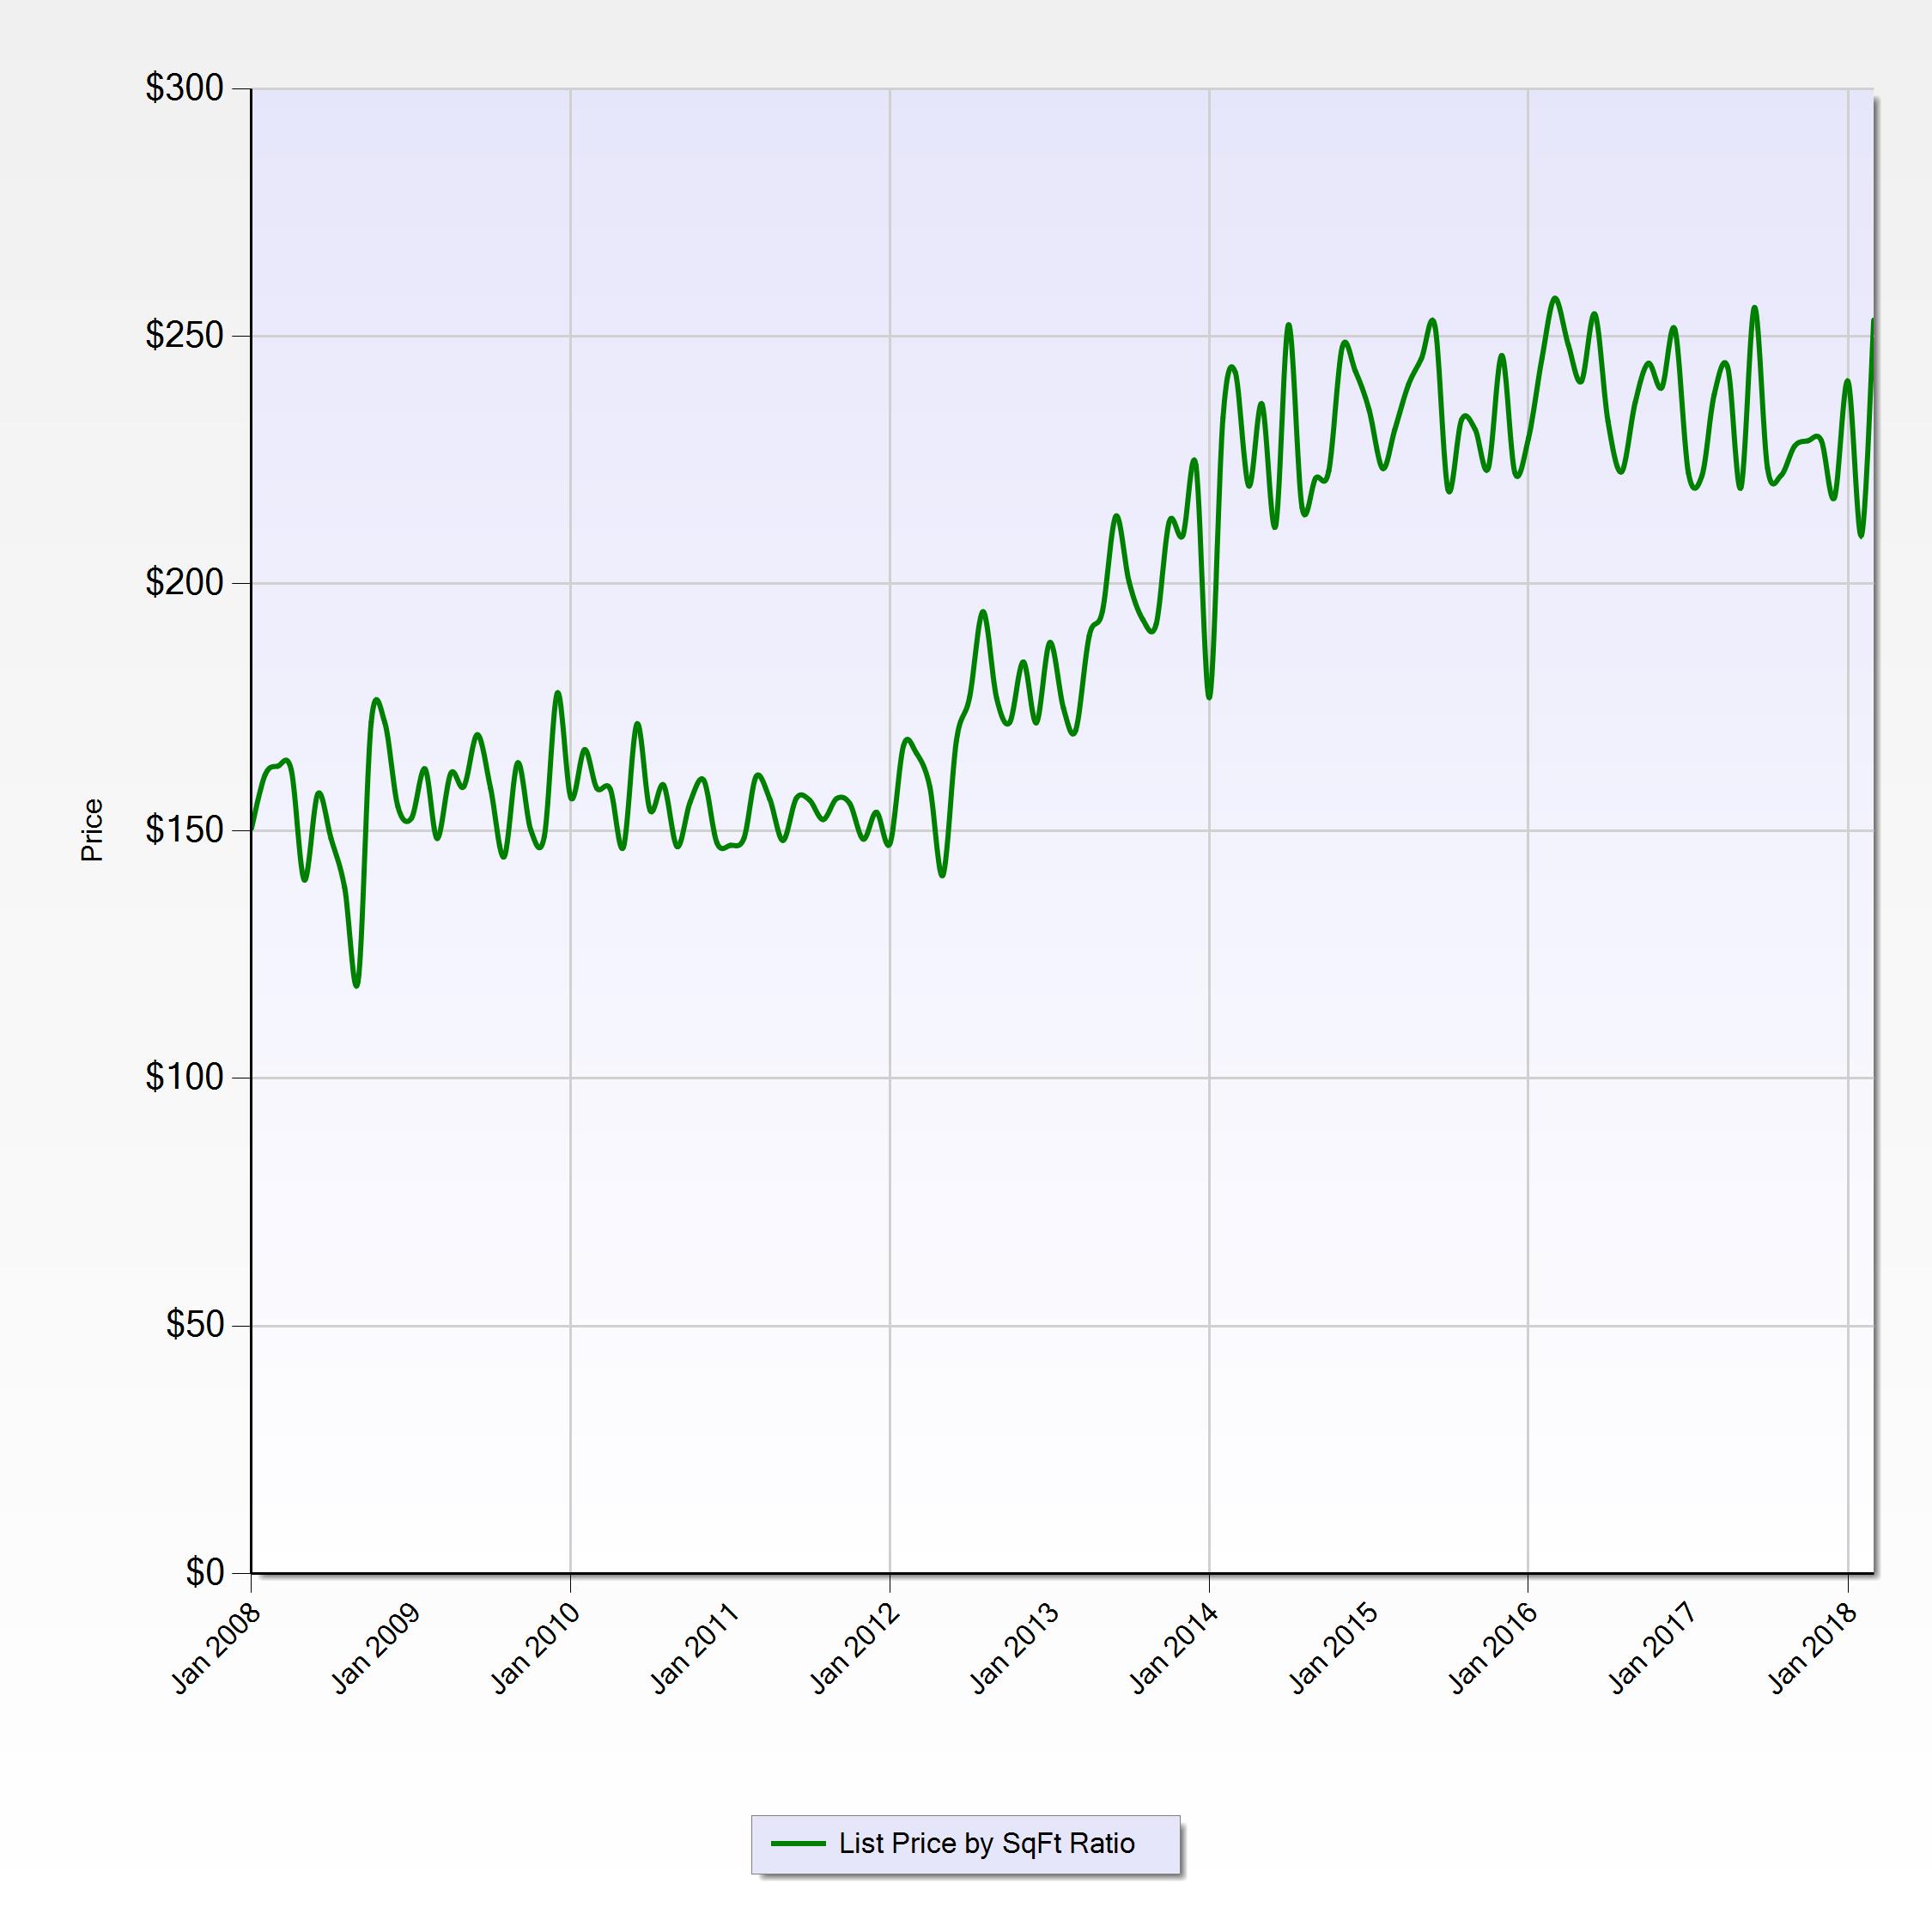 $300
$250
$200
$150
$100
$50
$0
Price
Jan 2008
Jan 2009
Jan 2010
Jan 2011
Jan 2012
Jan 2013
Jan 2014
Jan 2015
Jan 2016
Jan 2017
Jan 2018
List Price by SqFt Ratio